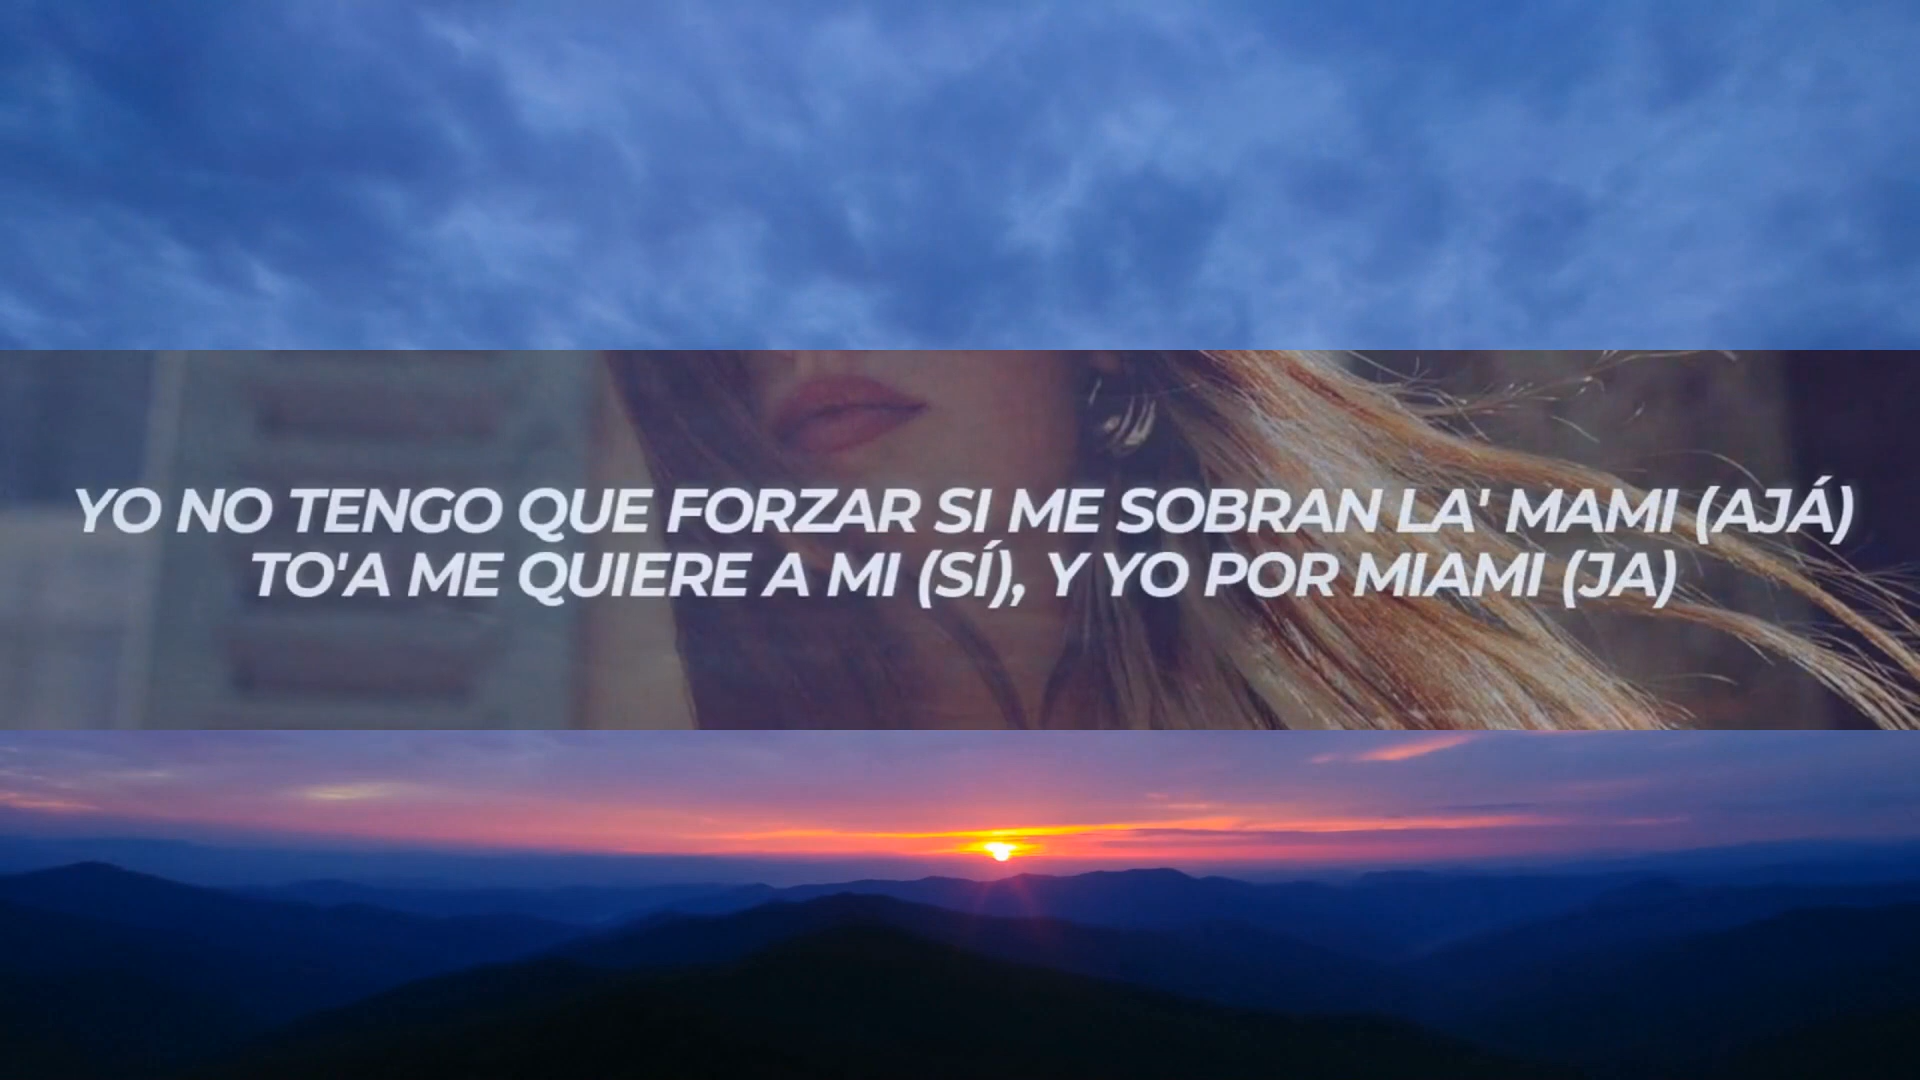 YO NO TENGO QUE FORZAR SI ME SOBRAN LA' MAMI (AJÁ)
TO'A ME QUIERE A MI (SÍ), Y YO POR MIAMI (JA)